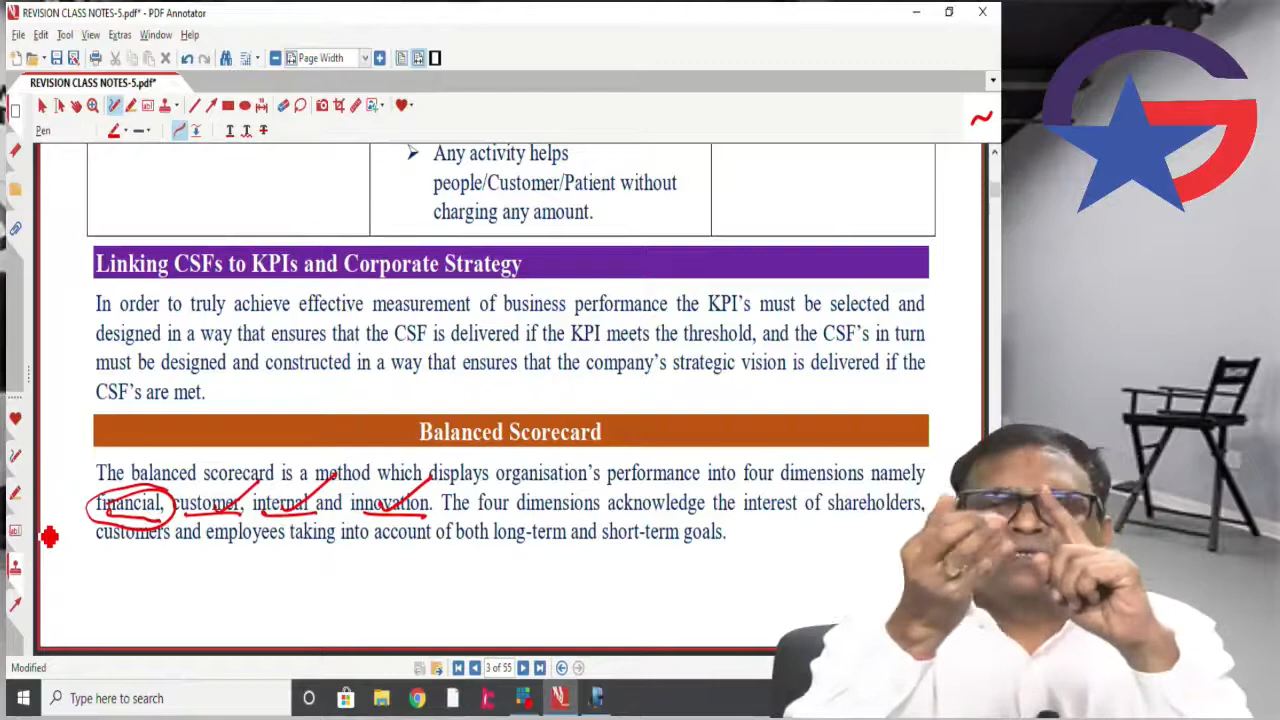 REVISION CLASS NOTES-5.pdf* - PDF Annotator
File Edit Tool View Extras Window Help
Page Width
REVISION CLASS NOTES-5.pdf*
Pen
Any activity helps
people/Customer/Patient without
charging any amount.
Linking CSFs to KPIs and Corporate Strategy
In order to truly achieve effective measurement of business performance the KPI's must be selected and
designed in a way that ensures that the CSF is delivered if the KPI meets the threshold, and the CSF's in turn
must be designed and constructed in a way that ensures that the company's strategic vision is delivered if the
CSF's are met.
Balanced Scorecard
The balanced scorecard is a method which displays organisation's performance into four dimensions namely
financial, customer, internal and innovation. The four dimensions acknowledge the interest of shareholders,
customers and employees taking into account of both long-term and short-term goals.
Modified
3 of 55
Type here to search